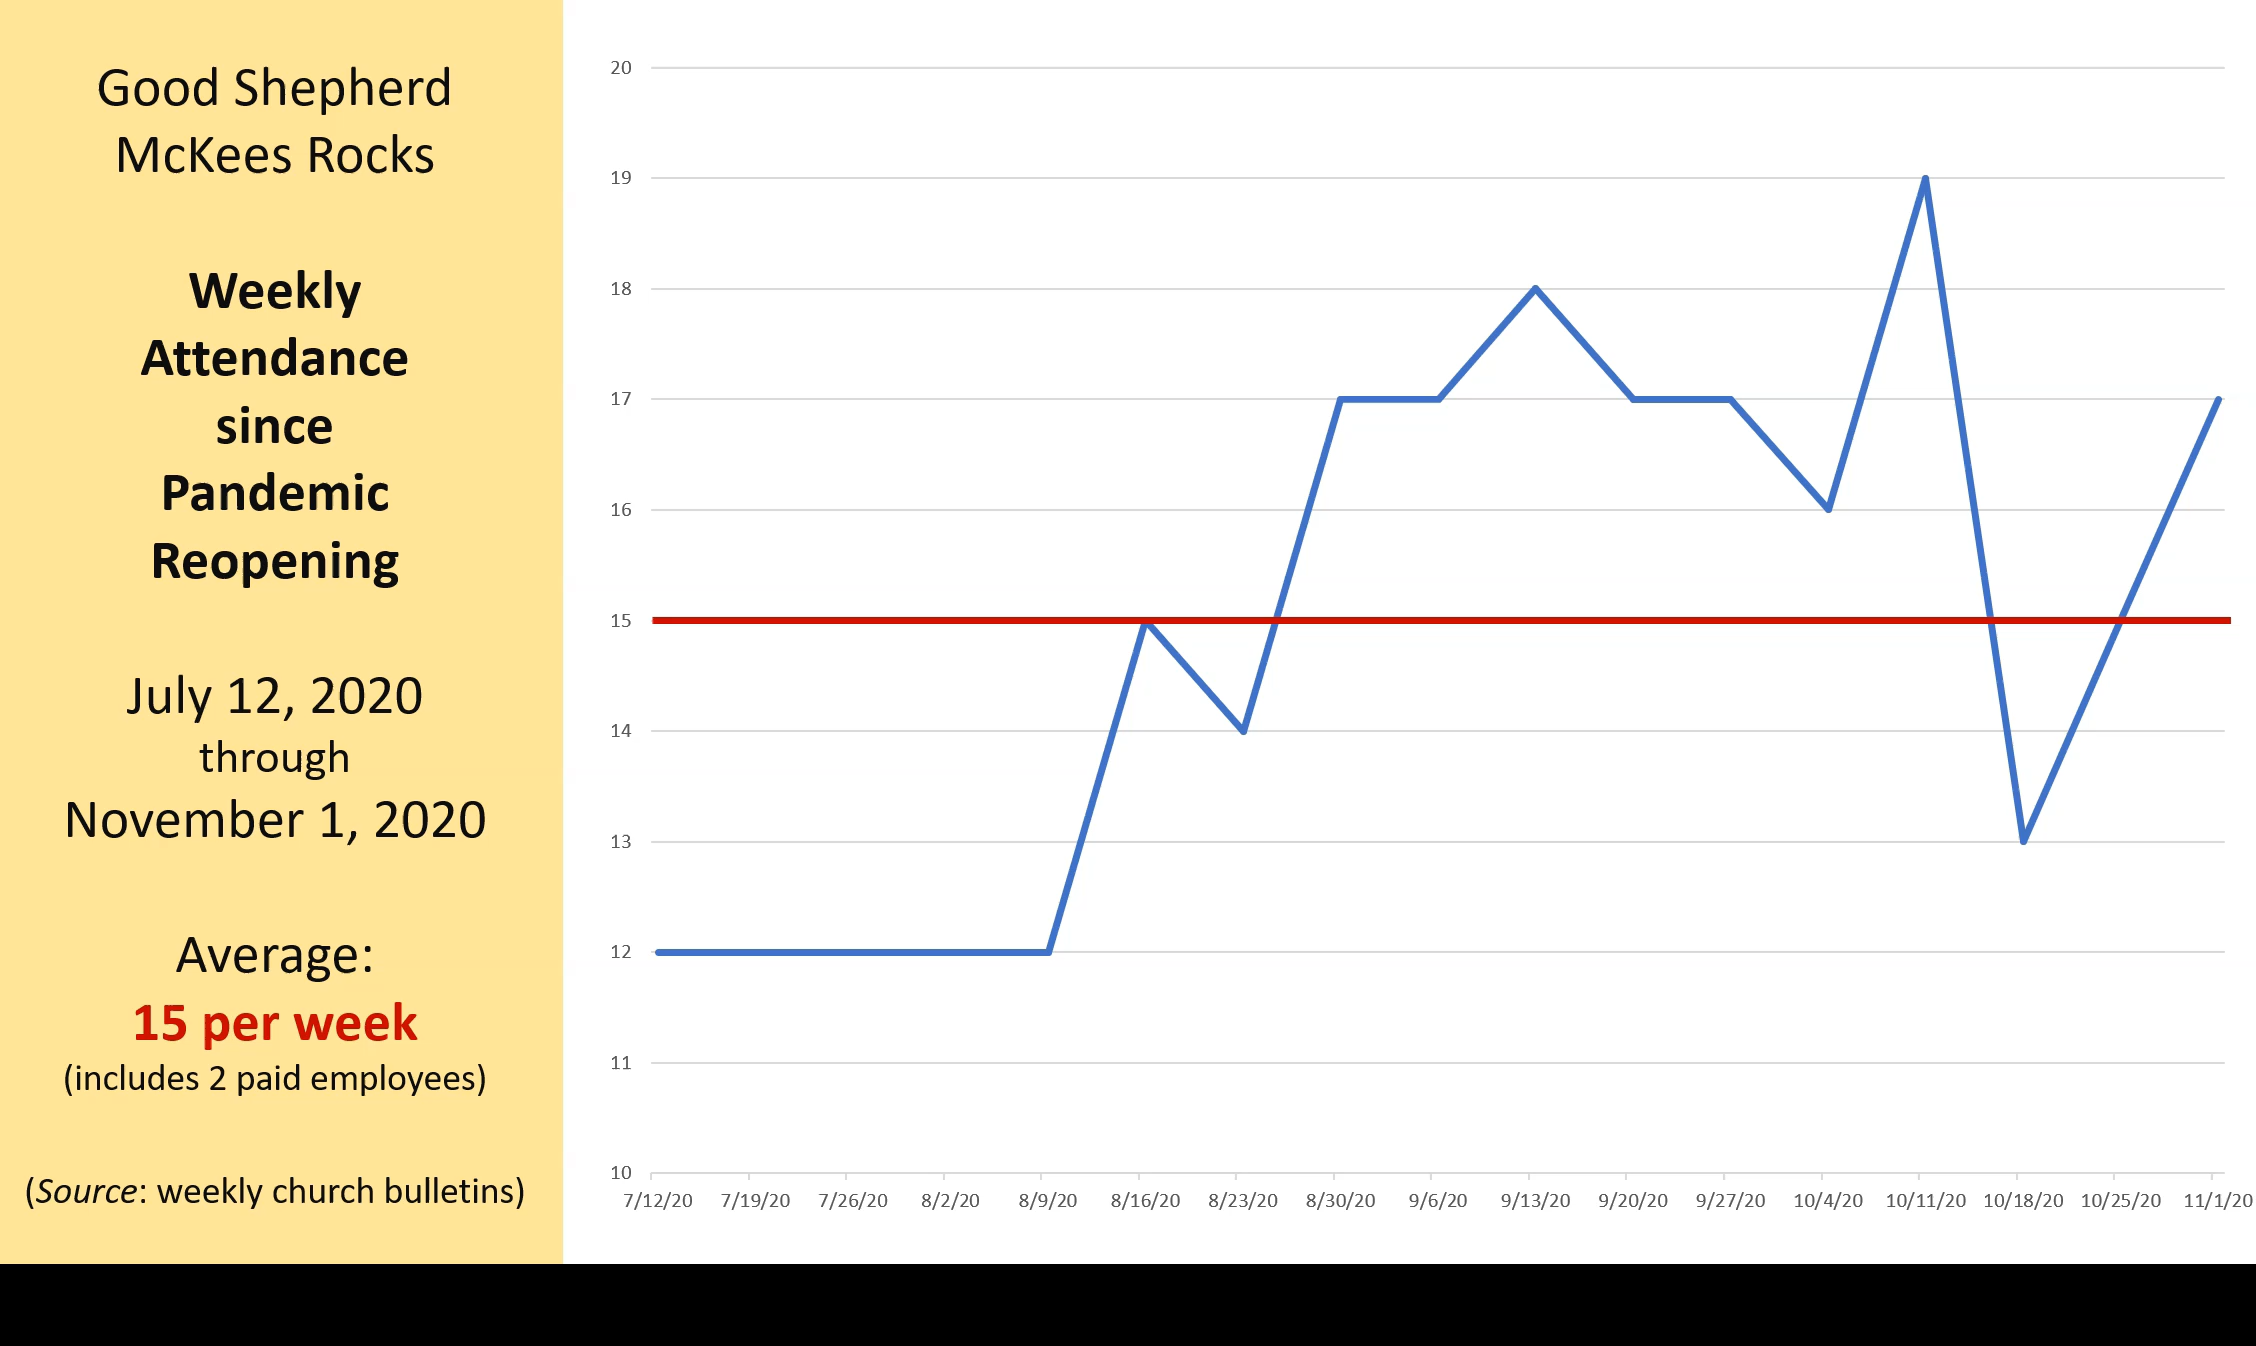 Good Shepherd
McKees Rocks
Weekly
Attendance
since
Pandemic
Reopening
July 12, 2020
through
November 1, 2020
Average:
15 per week
(includes 2 paid employees)
(Source: weekly church bulletins)
20
19
18
17
16
15
14
13
12
11
10
7/12/20 7/19/20 7/26/20 8/2/20 8/9/20 8/16/20 8/23/20 8/30/20 9/6/20 9/13/20 9/20/20 9/27/20 10/4/20 10/11/20 10/18/20 10/25/20 11/1/20